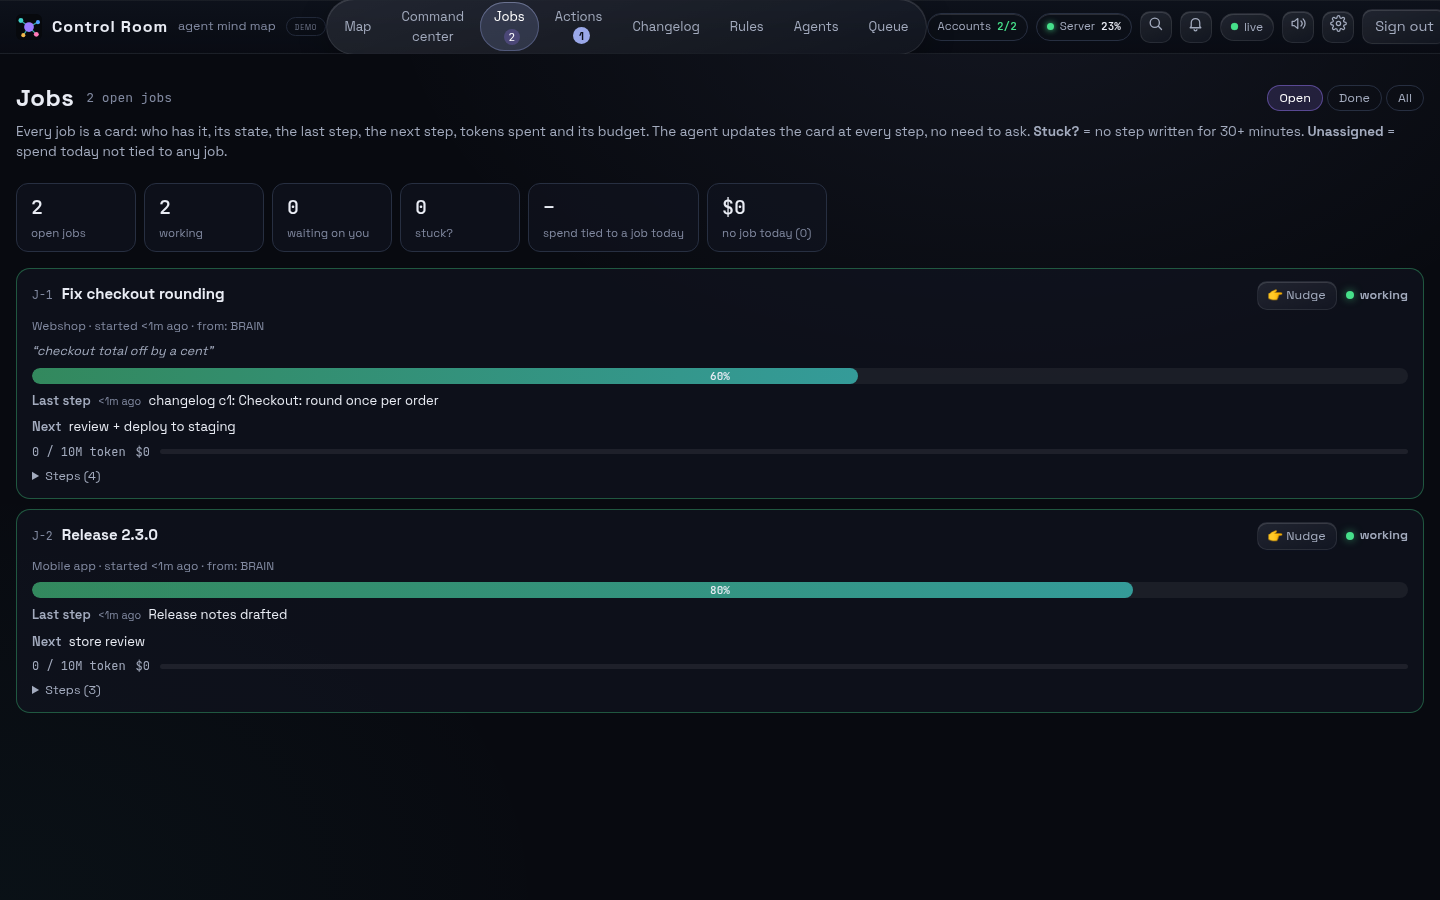 Control Room agent mind map DEMO Map Command center Jobs 2 Actions 1 Changelog Rules Agents Queue Accounts 2/2 Server 23% live Sign out
Jobs 2 open jobs Open Done All
Every job is a card: who has it, its state, the last step, the next step, tokens spent and its budget. The agent updates the card at every step, no need to ask. Stuck? = no step written for 30+ minutes. Unassigned =
spend today not tied to any job.
2 2 0 0 – $0
open jobs working waiting on you stuck? spend tied to a job today no job today (0)
J-1 Fix checkout rounding 👉 Nudge working
Webshop · started <1m ago · from: BRAIN
“checkout total off by a cent”
60%
Last step <1m ago changelog c1: Checkout: round once per order
Next review + deploy to staging
0 / 10M token $0
Steps (4)
J-2 Release 2.3.0 👉 Nudge working
Mobile app · started <1m ago · from: BRAIN
80%
Last step <1m ago Release notes drafted
Next store review
0 / 10M token $0
Steps (3)